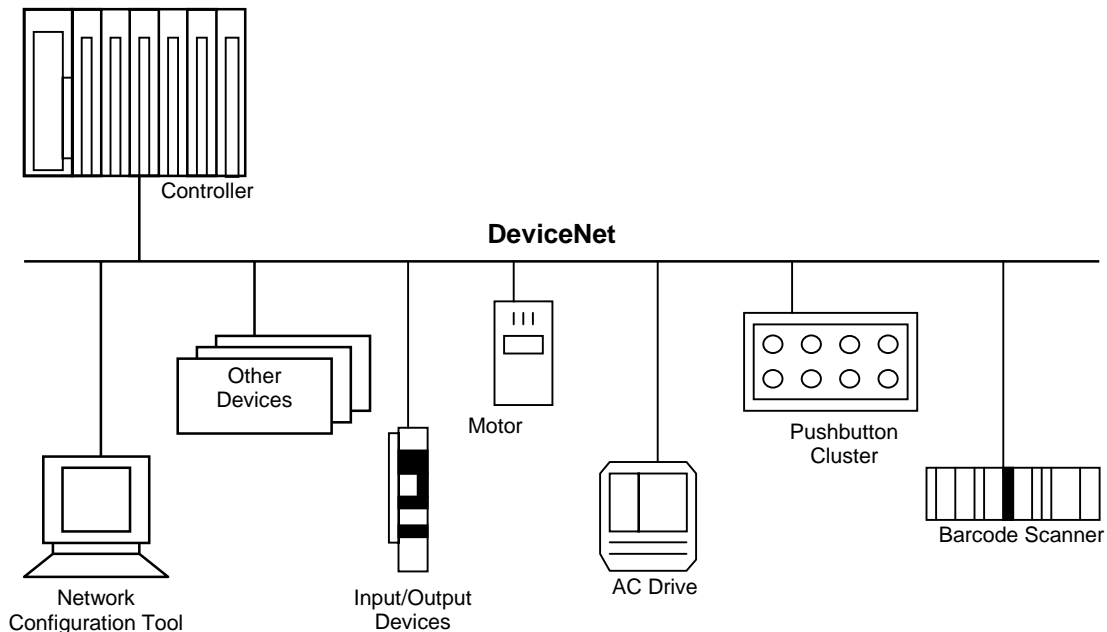 Controller
DeviceNet
Other
Devices
Motor
Pushbutton
Cluster
Barcode Scanner
AC Drive
Network
Configuration Tool
Input/Output
Devices